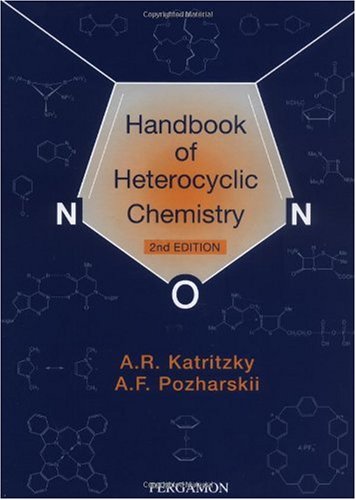 Handbook
of
Heterocyclic
Chemistry
2nd EDITION
N
N
O
A.R. Katritzky
A.F. Pozharskii
PERGAMON